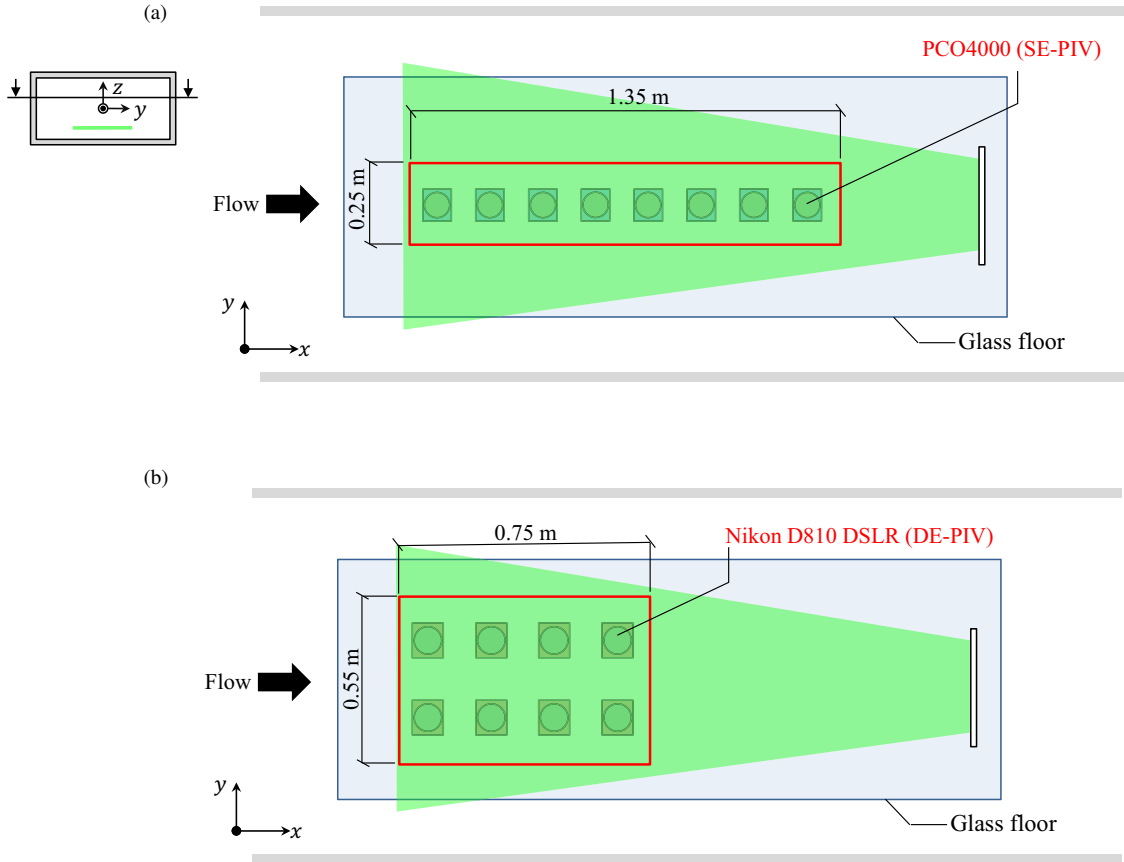 (a)
PCO4000 (SE-PIV)
z
y
1.35 m
0.25 m
Flow
y
x
Glass floor
(b)
0.75 m
Nikon D810 DSLR (DE-PIV)
0.55 m
Flow
y
x
Glass floor